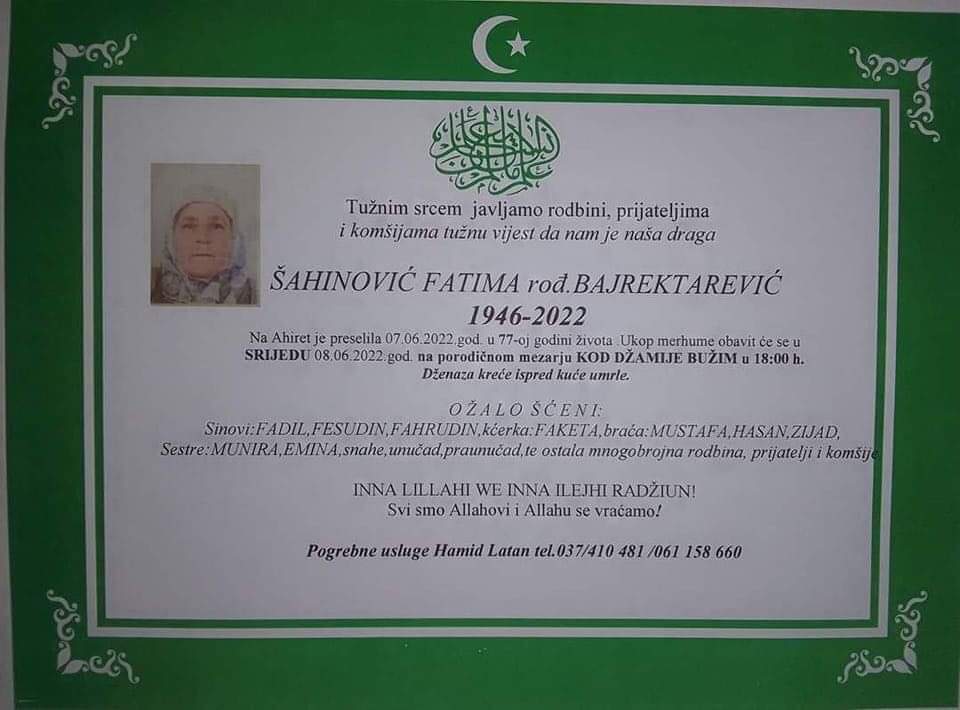 Tužnim srcem javljamo rodbini, prijateljima
i komšijama tužnu vijest da nam je naša draga
ŠAHINOVIĆ FATIMA rođ.BAJREKTAREVIĆ
1946-2022
Na Ahiret je preselila 07.06.2022.god. u 77-oj godini života .Ukop merhume obavit će se u
SRIJEDU 08.06.2022.god. na porodičnom mezarju KOD DŽAMIJE BUŽIM u 18:00 h.
Dženaza kreće ispred kuće umrle.
O Ž A L O Š Ć E N I:
Sinovi:FADIL,FESUDIN,FAHRUDIN,kćerka:FAKETA,braća:MUSTAFA,HASAN,ZIJAD,
Sestre:MUNIRA,EMINA,snahe,unučad,praunučad,te ostala mnogobrojna rodbina, prijatelji i komšije
INNA LILLAHI WE INNA ILEJHI RADŽIUN!
Svi smo Allahovi i Allahu se vraćamo!
Pogrebne usluge Hamid Latan tel.037/410 481 /061 158 660